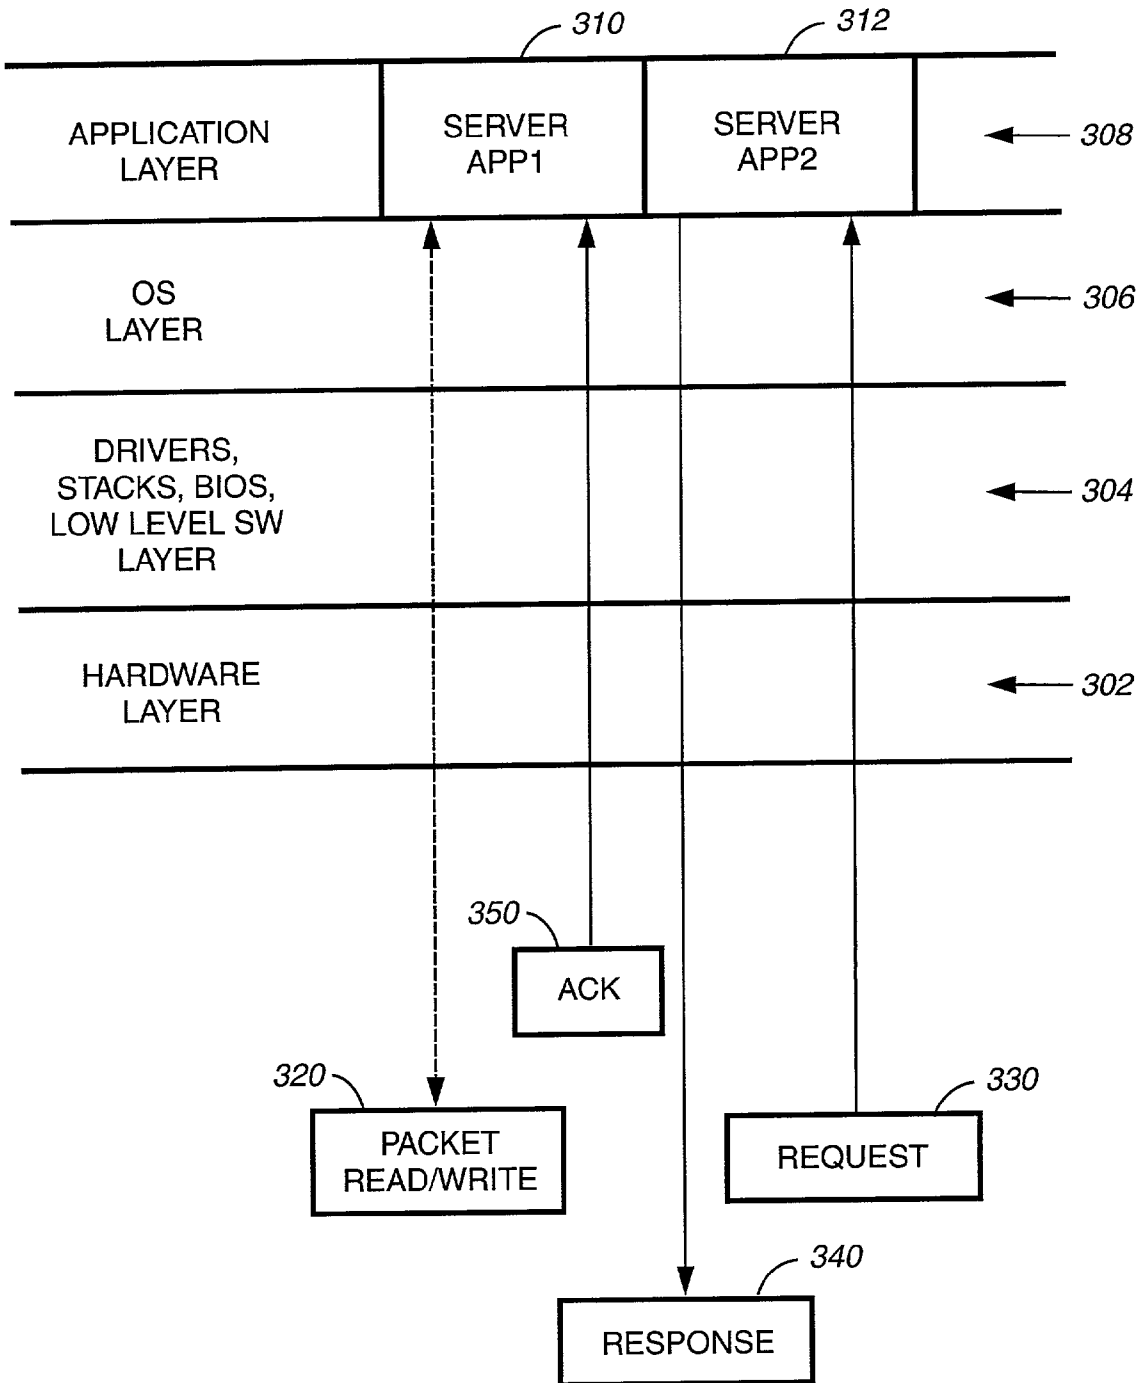 310
312
APPLICATION
LAYER
SERVER
APP1
SERVER
APP2
308
OS
LAYER
306
DRIVERS,
STACKS, BIOS,
LOW LEVEL SW
LAYER
304
HARDWARE
LAYER
302
350
ACK
320
PACKET
READ/WRITE
330
REQUEST
340
RESPONSE